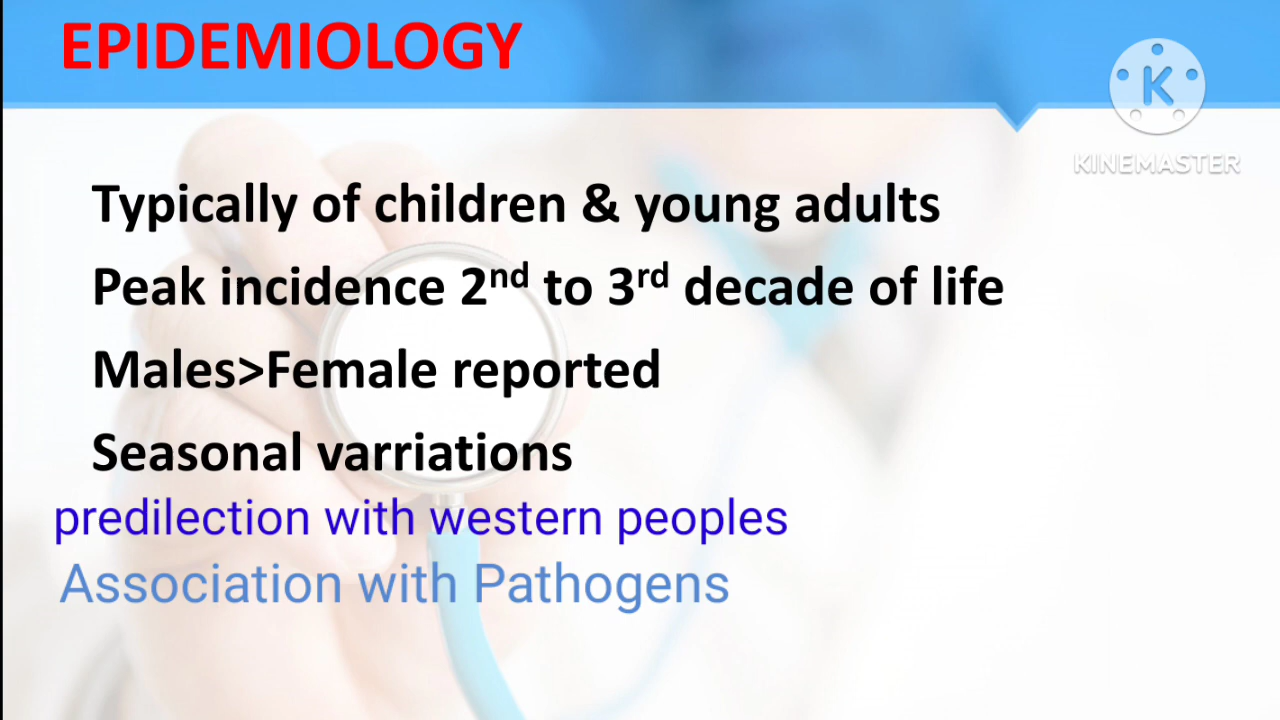 EPIDEMIOLOGY
K
KINEMASTER
Typically of children & young adults
Peak incidence 2nd to 3rd decade of life
Males>Female reported
Seasonal varriations
predilection with western peoples
Association with Pathogens